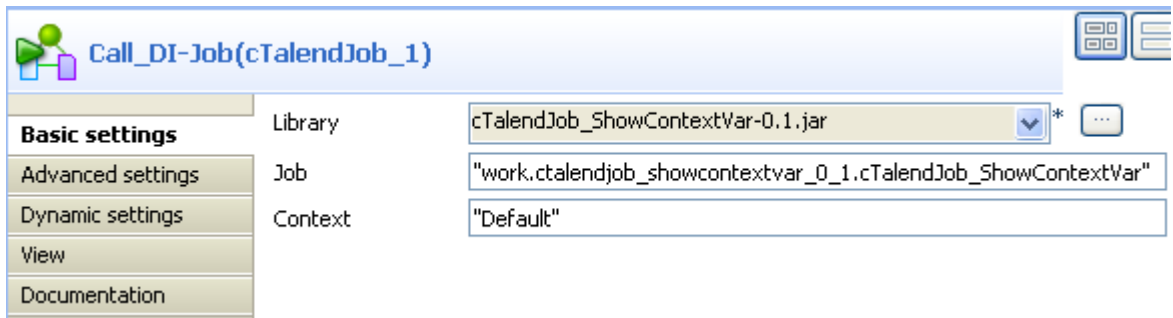 Call_DI-Job(cTalendJob_1)
Basic settings
Advanced settings
Dynamic settings
View
Documentation
Library cTalendJob_ShowContextVar-0.1.jar * ...
Job "work.ctalendjob_showcontextvar_0_1.cTalendJob_ShowContextVar"
Context "Default"